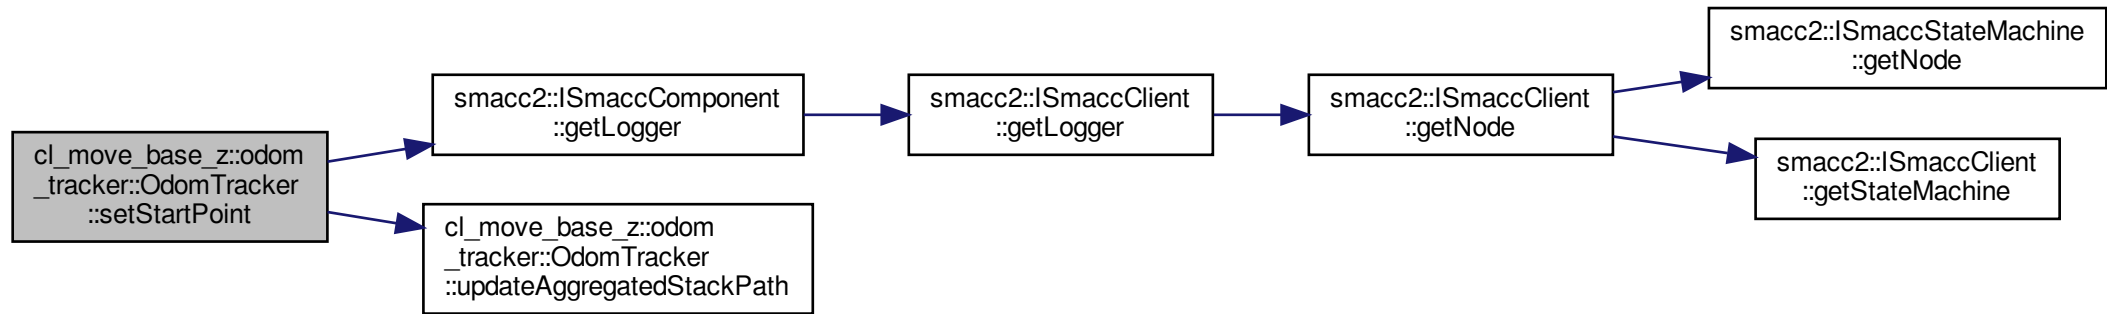 cl_move_base_z::odom
_tracker::OdomTracker
::setStartPoint
smacc2::ISmaccComponent
::getLogger
cl_move_base_z::odom
_tracker::OdomTracker
::updateAggregatedStackPath
smacc2::ISmaccClient
::getLogger
smacc2::ISmaccClient
::getNode
smacc2::ISmaccStateMachine
::getNode
smacc2::ISmaccClient
::getStateMachine